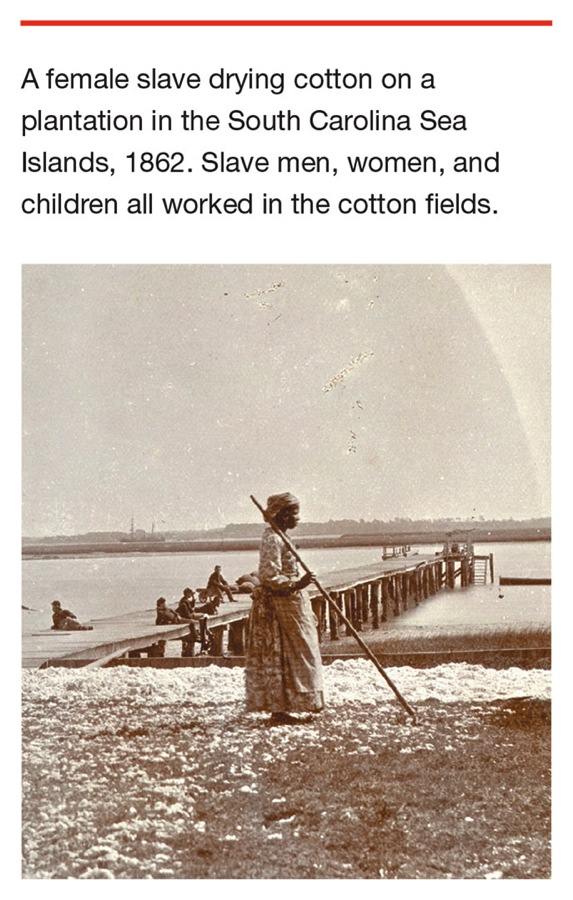 A female slave drying cotton on a
plantation in the South Carolina Sea
Islands, 1862. Slave men, women, and
children all worked in the cotton fields.